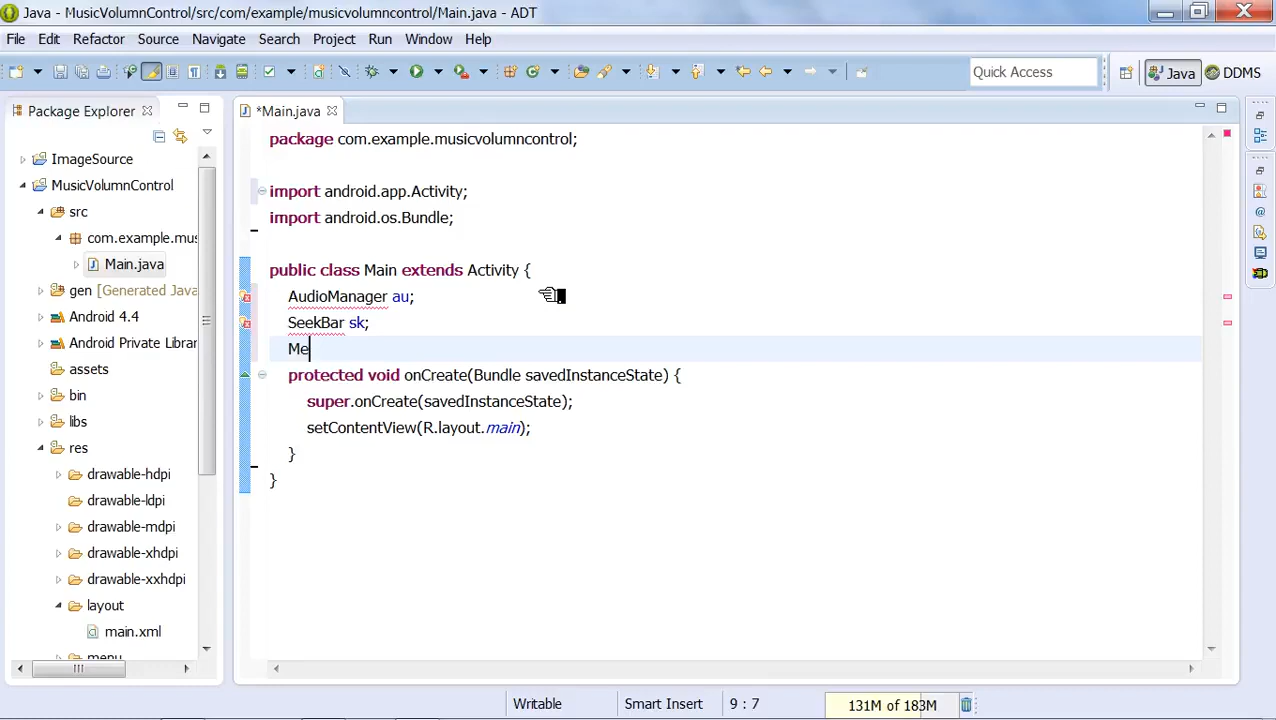 Java - MusicVolumnControl/src/com/example/musicvolumncontrol/Main.java - ADT
File Edit Refactor Source Navigate Search Project Run Window Help
Quick Access Java DDMS
Package Explorer
*Main.java
ImageSource
MusicVolumnControl
src
com.example.mus
Main.java
gen [Generated Java
Android 4.4
Android Private Librar
assets
bin
libs
res
drawable-hdpi
drawable-ldpi
drawable-mdpi
drawable-xhdpi
drawable-xxhdpi
layout
main.xml
menu
package com.example.musicvolumncontrol;
import android.app.Activity;
import android.os.Bundle;
public class Main extends Activity {
AudioManager au;
SeekBar sk;
Me
protected void onCreate(Bundle savedInstanceState) {
super.onCreate(savedInstanceState);
setContentView(R.layout.main);
}
}
Writable Smart Insert 9 : 7 131M of 183M